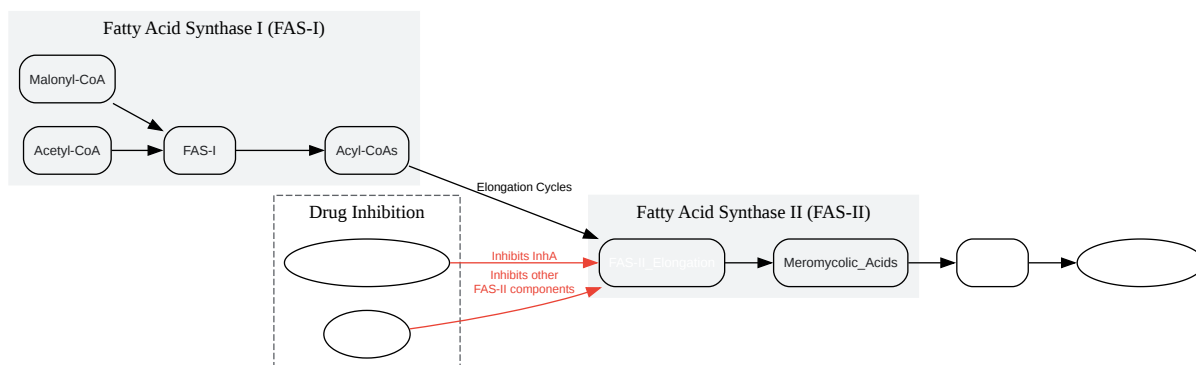 Fatty Acid Synthase I (FAS-I)
Malonyl-CoA
Acetyl-CoA
FAS-I
Acyl-CoAs
Elongation Cycles
Drug Inhibition
Fatty Acid Synthase II (FAS-II)
Inhibits InhA
Inhibits other
FAS-II components
FAS-II_Elongation
Meromycolic_Acids